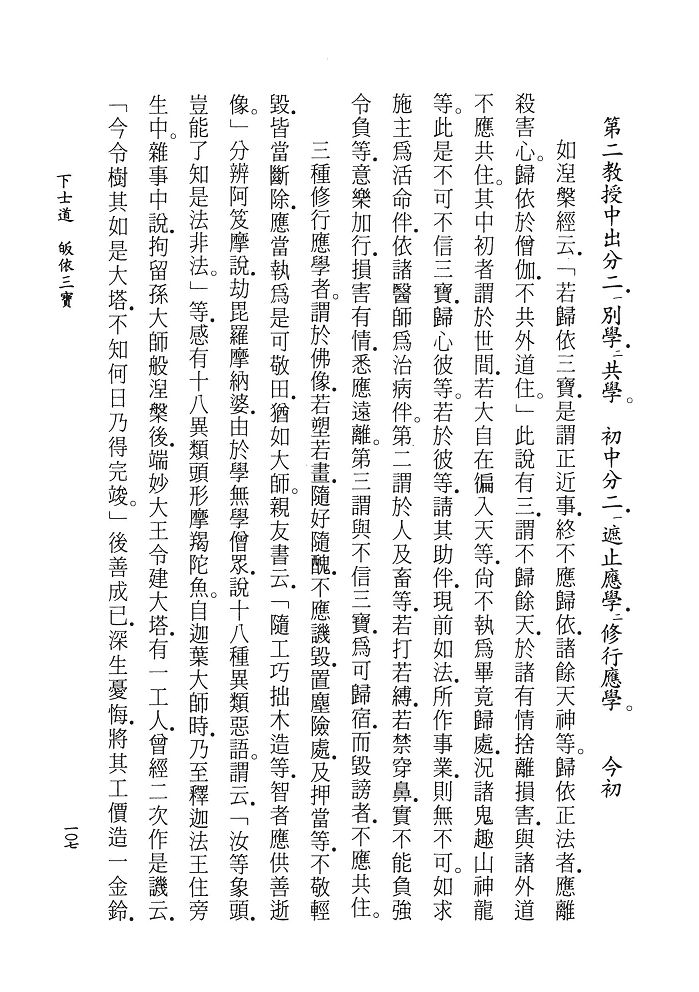 第二教授中出分二．一別學．二共學。　初中分二．一遮止應學．二修行應學。　今初
如涅槃經云．「若歸依三寶．是謂正近事．終不應歸依．諸餘天神等。歸依正法者．應離
殺害心。歸依於僧伽．不共外道住。」此說有三．謂不歸餘天．於諸有情捨離損害．與諸外道
不應共住。其中初者謂於世間．若大自在徧入天等．尙不執爲畢竟歸處．況諸鬼趣山神龍
等。此是不可不信三寶．歸心彼等。若於彼等．請其助伴．現前如法．所作事業．則無不可。如求
施主爲活命伴．依諸醫師．爲治病伴。第二謂於人及畜等．若打若縛．若禁穿鼻．實不能負強
令負等．意樂加行．損害有情．悉應遠離。第三謂與不信三寶．爲可歸宿．而毀謗者．不應共住。
三種修行應學者。謂於佛像．若塑若畫．隨好隨醜．不應譏毀．置塵險處．及押當等．不敬輕
毀．皆當斷除．應當執爲是可敬田．猶如大師。親友書云．「隨工巧拙木造等．智者應供善逝
像。」分辨阿笈摩說．劫毘羅摩納婆．由於學無學僧眾．說十八種異類惡語。謂云．「汝等象頭．
豈能了知是法非法。」等．感有十八異類頭形摩羯陀魚。自迦葉大師時．乃至釋迦法王住旁
生中。雜事中說．拘留孫大師般涅槃後．端妙大王令建大塔．有一工人．曾經二次作是譏云．
「今令樹其如是大塔．不知何日乃得完竣。」後善成已．深生憂悔．將其工價造一金鈴．
下士道　皈依三寶
一〇七